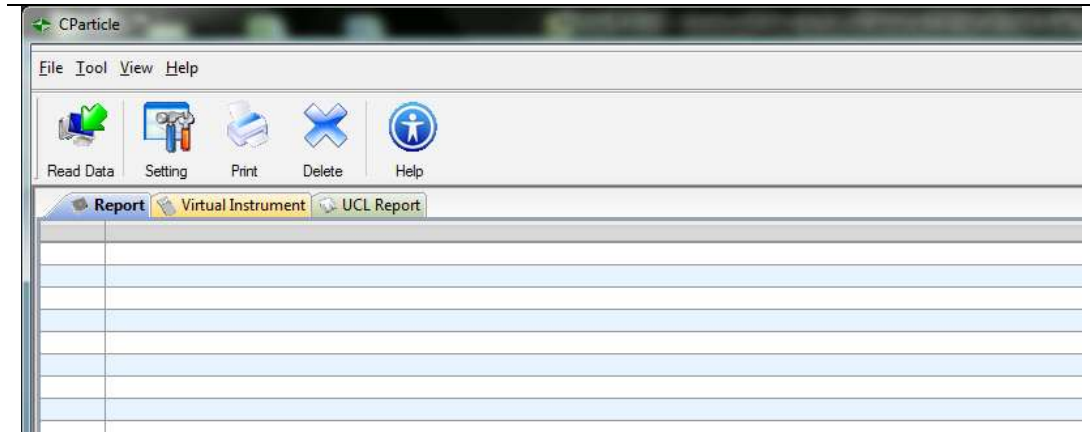 CParticle
File Tool View Help
Read Data Setting Print Delete Help
Report Virtual Instrument UCL Report